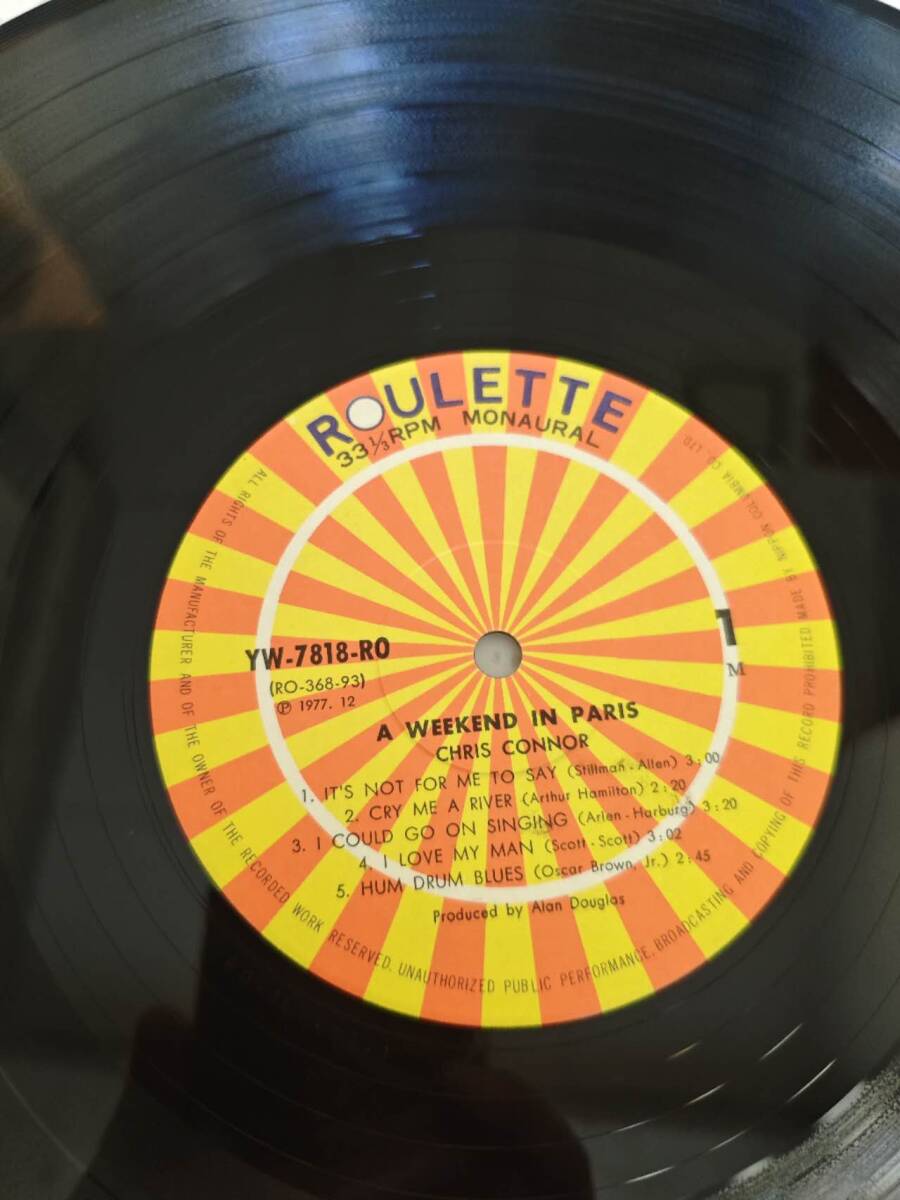 ROULETTE
33 1/3 RPM MONAURAL
YW-7818-RO
(RO-368-93)
Ⓟ 1977. 12
1
M
A WEEKEND IN PARIS
CHRIS CONNOR
1. IT'S NOT FOR ME TO SAY (Stillman - Allen) 3:00
2. CRY ME A RIVER (Arthur Hamilton) 2:20
3. I COULD GO ON SINGING (Arlen - Harburg) 3:20
4. I LOVE MY MAN (Scott - Scott) 3:02
5. HUM DRUM BLUES (Oscar Brown, Jr.) 2:45
Produced by Alan Douglas
ALL RIGHTS OF THE MANUFACTURER AND OF THE OWNER OF THE RECORDED WORK RESERVED. UNAUTHORIZED PUBLIC PERFORMANCE, BROADCASTING AND COPYING OF THIS RECORD PROHIBITED MADE BY NIPPON COLUMBIA CO., LTD.